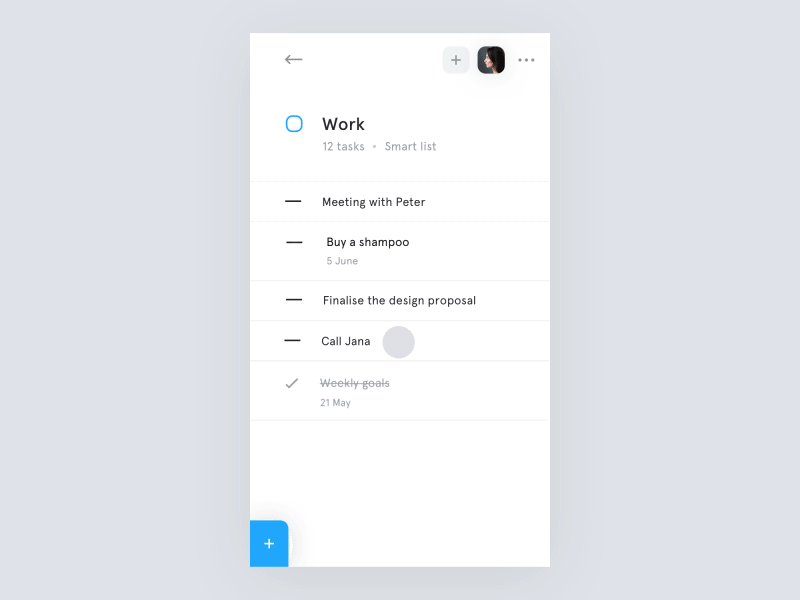 Work
12 tasks • Smart list
Meeting with Peter
Buy a shampoo
5 June
Finalise the design proposal
Call Jana
Weekly goals
21 May